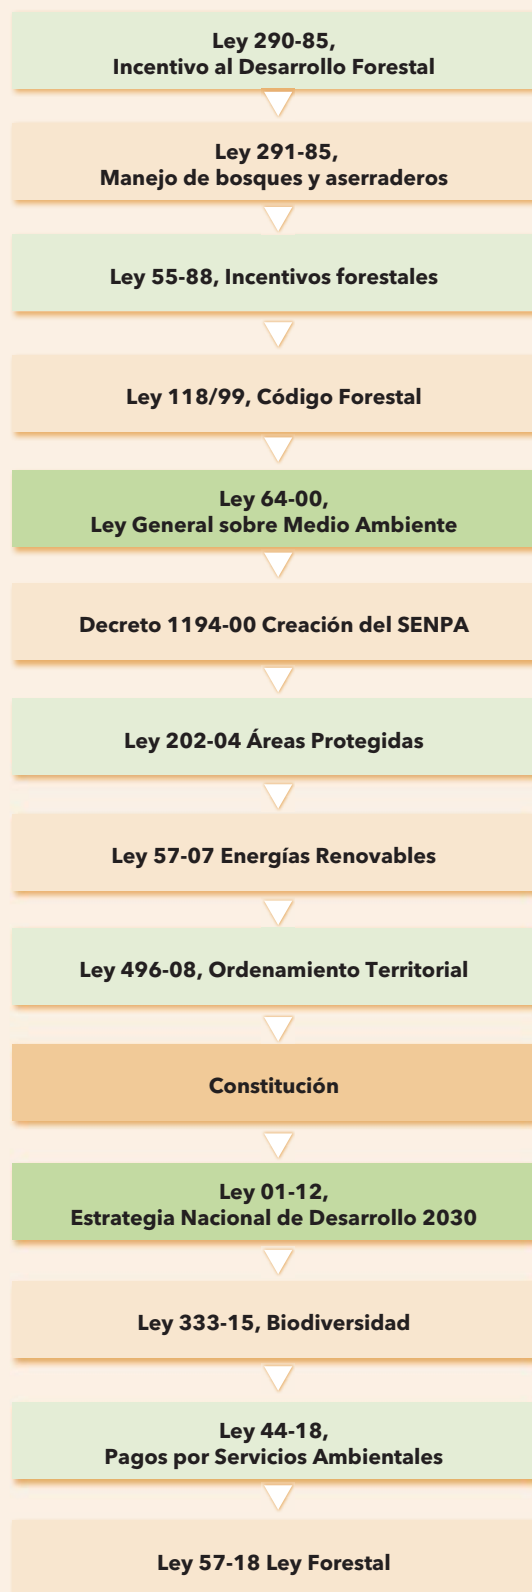 Ley 290-85,
Incentivo al Desarrollo Forestal
Ley 291-85,
Manejo de bosques y aserraderos
Ley 55-88, Incentivos forestales
Ley 118/99, Código Forestal
Ley 64-00,
Ley General sobre Medio Ambiente
Decreto 1194-00 Creación del SENPA
Ley 202-04 Áreas Protegidas
Ley 57-07 Energías Renovables
Ley 496-08, Ordenamiento Territorial
Constitución
Ley 01-12,
Estrategia Nacional de Desarrollo 2030
Ley 333-15, Biodiversidad
Ley 44-18,
Pagos por Servicios Ambientales
Ley 57-18 Ley Forestal